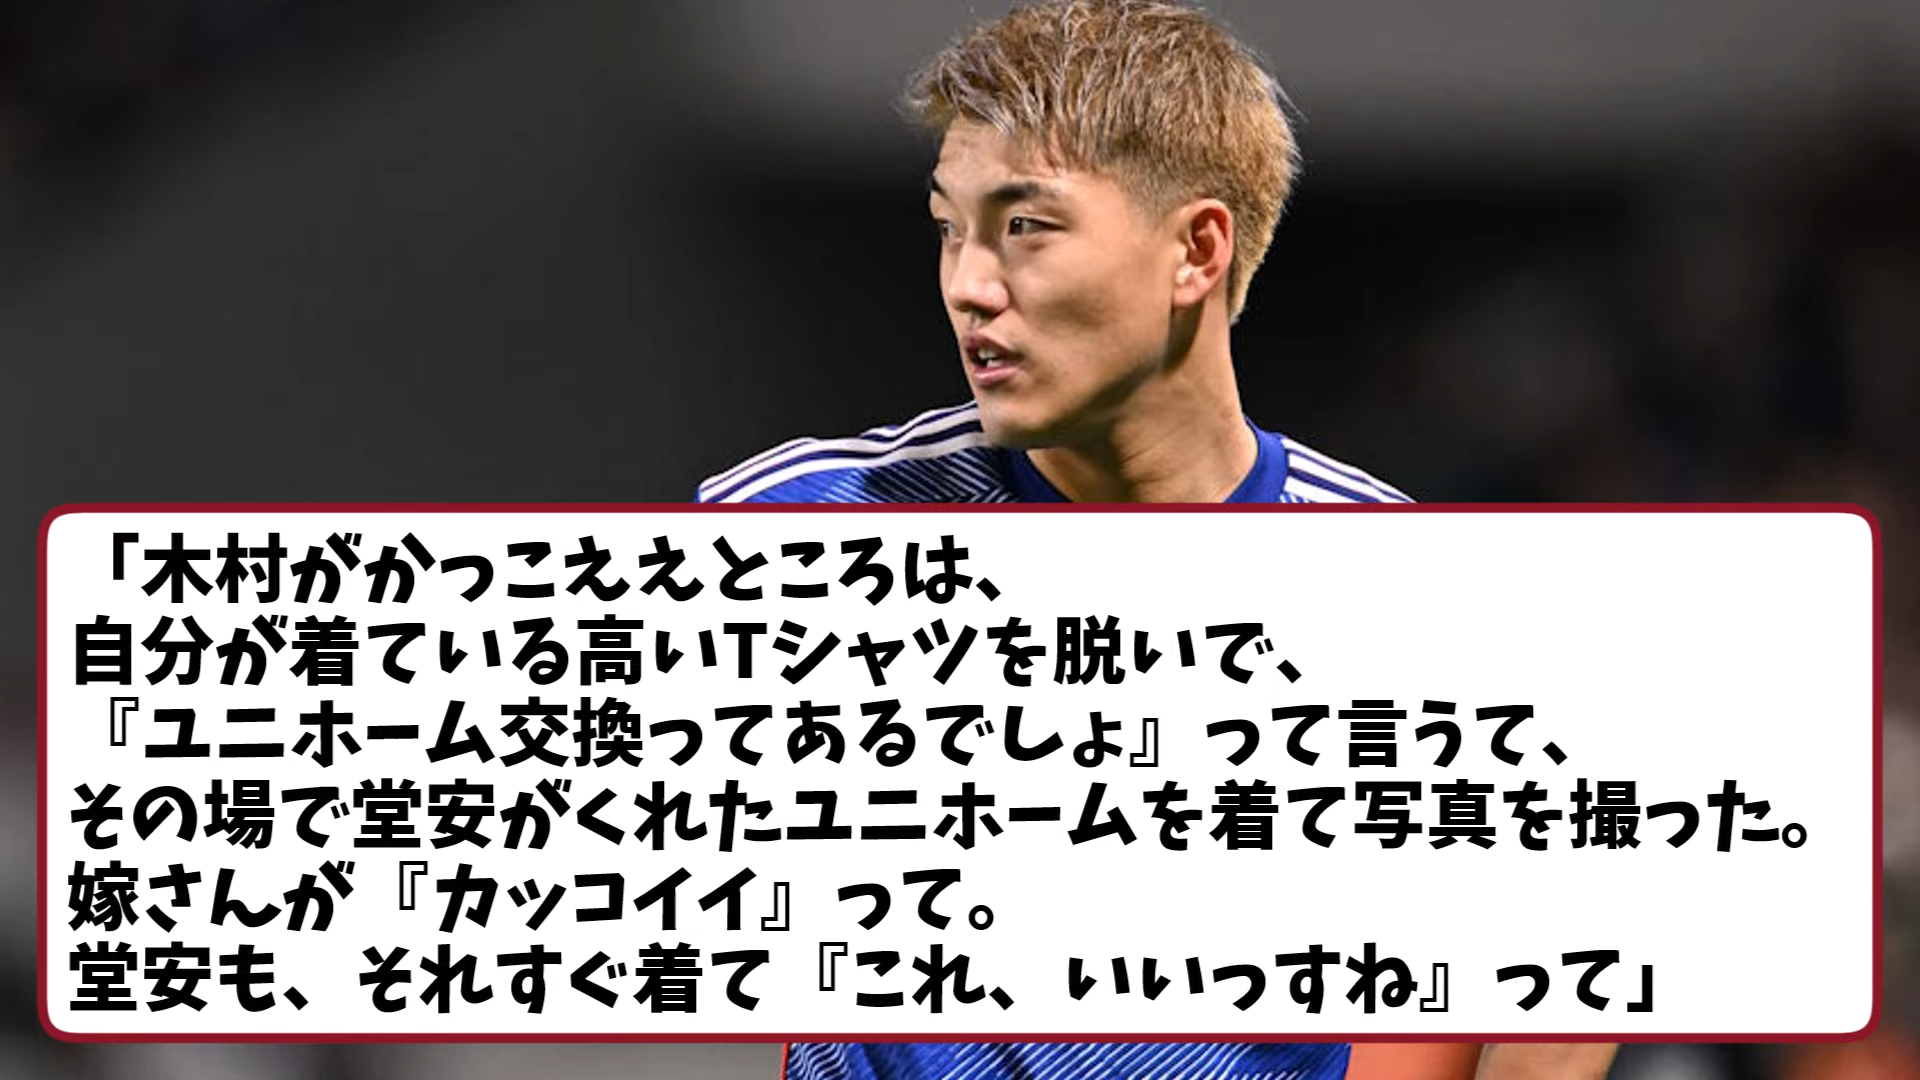 「木村がかっこええところは、
自分が着ている高いTシャツを脱いで、
『ユニホーム交換ってあるでしょ』って言うて、
その場で堂安がくれたユニホームを着て写真を撮った。
嫁さんが『カッコイイ』って。
堂安も、それすぐ着て『これ、いいっすね』って」